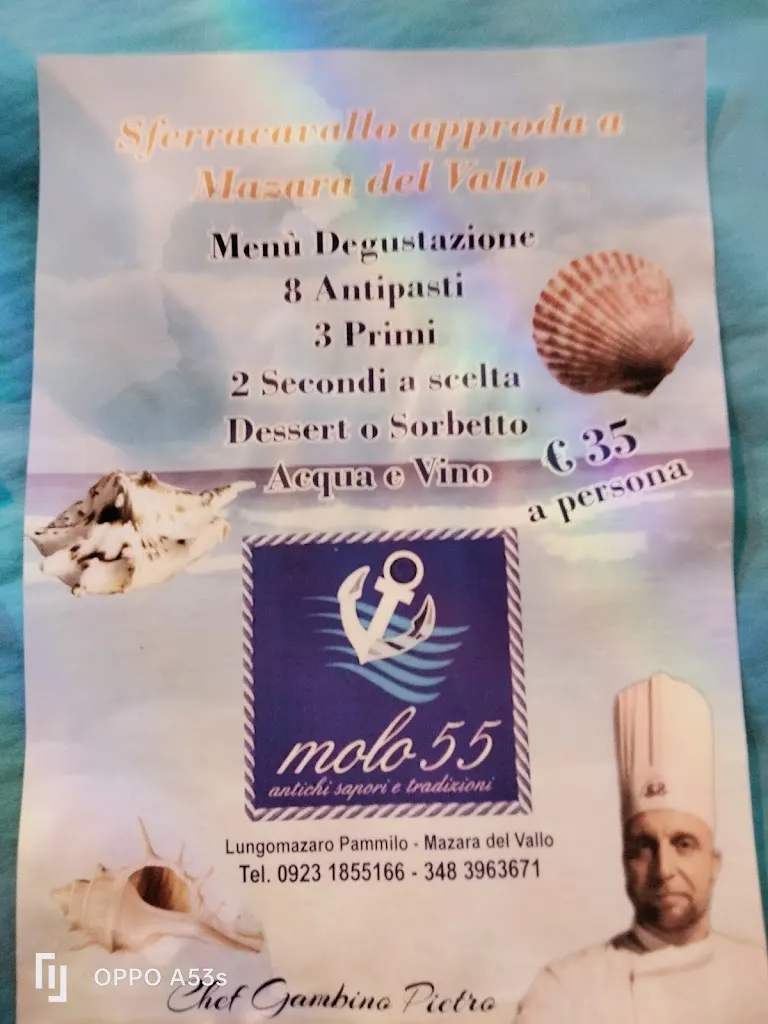 Sferracavallo approda a
Mazara del Vallo
Menù Degustazione
8 Antipasti
3 Primi
2 Secondi a scelta
Dessert o Sorbetto
Acqua e Vino
€ 35
a persona
molo 55
antichi sapori e tradizioni
Lungomazaro Pammilo - Mazara del Vallo
Tel. 0923 1855166 - 348 3963671
Chef Gambino Pietro
OPPO A53s